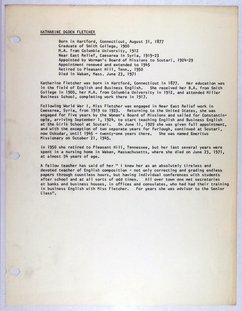 KATHARINE OGDEN FLETCHER
Born in Hartford, Connecticut, August 31, 1877
Graduate of Smith College, 1900
M.A. from Columbia University, 1912
Near East Relief, Caesarea in Syria, 1919-23
Appointed by Woman's Board of Missions to Scutari, 1924-29
Appointment renewed and extended to 1945
Retired to Pleasant Hill, Tenn., 1950
Died in Waban, Mass. June 23, 1971
Katharine Fletcher was born in Hartford, Connecticut in 1877. Her education
was in the field of English and Business English. She received her B.A. from Smith
College in 1900, her M.A. from Columbia University in 1912, and attended Miller
Business School, completing work there in 1917.
Following World War I, Miss Fletcher was engaged in Near East Relief work in
Caesarea, Syria, from 1919 to 1923. Returning to the United States, she was
engaged for five years by the Woman's Board of Missions and called for Constantin-
ople, arriving September 1, 1924, to start teaching English and Business English
at the Girls School at Scutari. On June 11, 1929 she was given full appointment,
and with the exception of two separate years for furlough, continued at Scutari,
now Uskudar, until 1945 - twenty-one years there. She was named Emeritus
Missionary on October 31, 1945.
In 1950 she retired to Pleasant Hill, Tennessee, but her last several years were
spent in a nursing home in Waban, Massachusetts, where she died on June 23, 1971,
at almost 94 years of age.
A fellow teacher has said of her " I knew her as an absolutely tireless and
devoted teacher of English composition - not only correcting and grading endless
papers through countless hours, but having individual conferences with students
after school and at all sorts of odd times. All over town one met secretaries
at banks and business houses, in offices and consulates, who had had their training
in business English with Miss Fletcher. For years she was advisor to the Senior
Class".